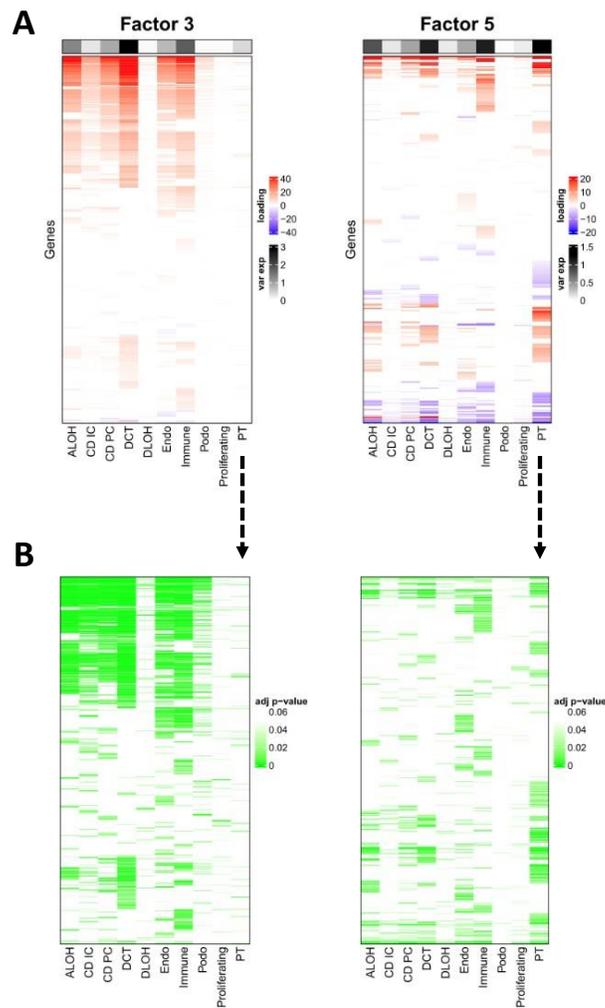 A
Factor 3
Factor 5
Genes
40
20
0
−20
−40
loading
3
2
1
0
var exp
ALOH
CD IC
CD PC
DCT
DLOH
Endo
Immune
Podo
Proliferating
PT
Genes
20
10
0
−10
−20
loading
1.5
1
0.5
0
var exp
ALOH
CD IC
CD PC
DCT
DLOH
Endo
Immune
Podo
Proliferating
PT
B
adj p-value
0.06
0.04
0.02
0
ALOH
CD IC
CD PC
DCT
DLOH
Endo
Immune
Podo
Proliferating
PT
adj p-value
0.06
0.04
0.02
0
ALOH
CD IC
CD PC
DCT
DLOH
Endo
Immune
Podo
Proliferating
PT